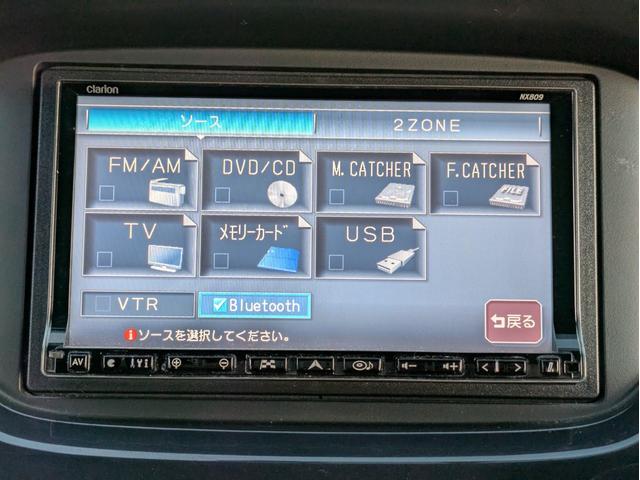 clarion
NX809
ソース 2ZONE
FM/AM DVD/CD M.CATCHER F.CATCHER
FILE
TV メモリーカード USB
VTR Bluetooth
ソースを選択してください。
戻る
AV